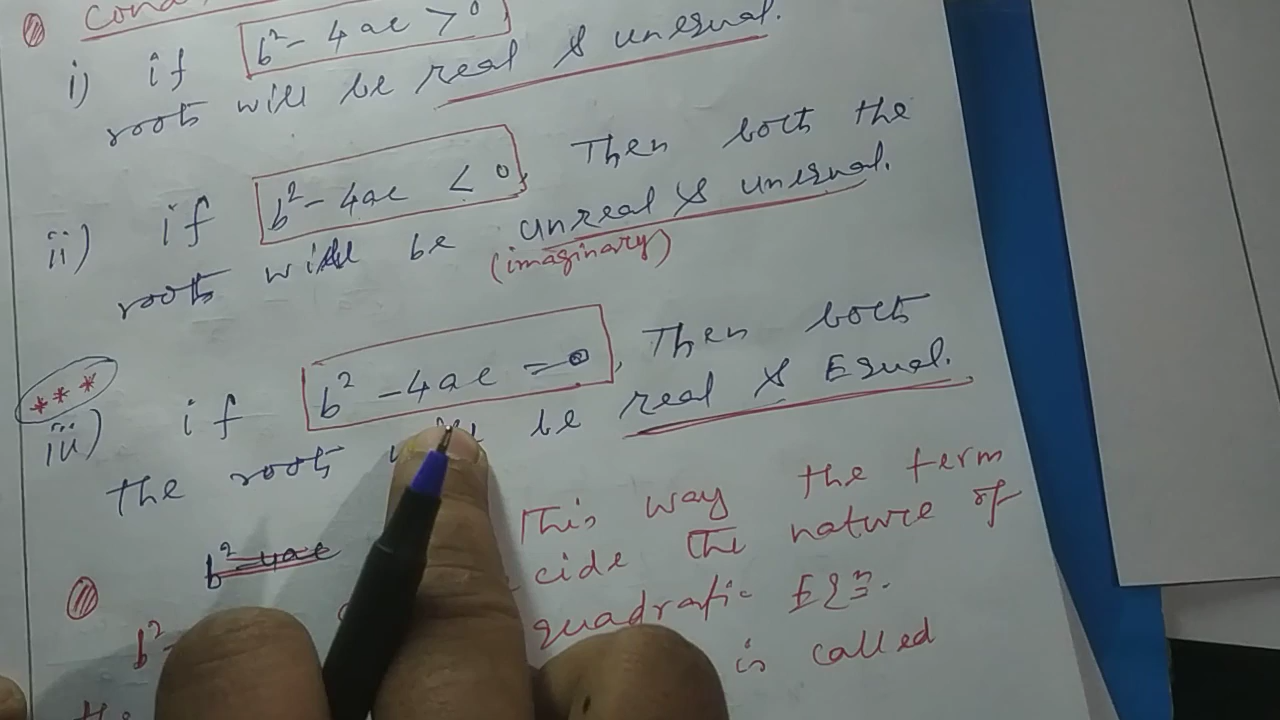 i) if b² - 4ac > 0
roots will be real & unequal.
ii) if b² - 4ac < 0, Then both the
roots will be unreal & unequal.
(imaginary)
***
iii) if b² - 4ac = 0, Then both
the roots be real & Equal.
b² - 4ac
This way the term
cide the nature of
b² - quadratic
is called